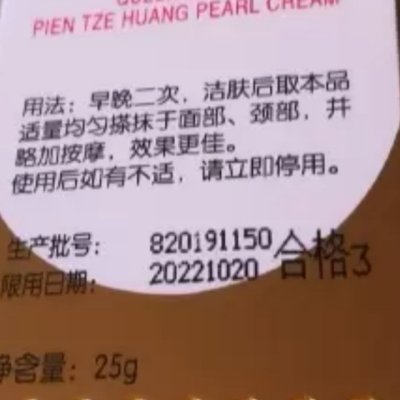 PIEN TZE HUANG PEARL CREAM
用法：早晚二次，洁肤后取本品
适量均匀搽抹于面部、颈部，并
略加按摩，效果更佳。
使用后如有不适，请立即停用。
生产批号： 820191150 合格3
限用日期： 20221020
净含量：25g